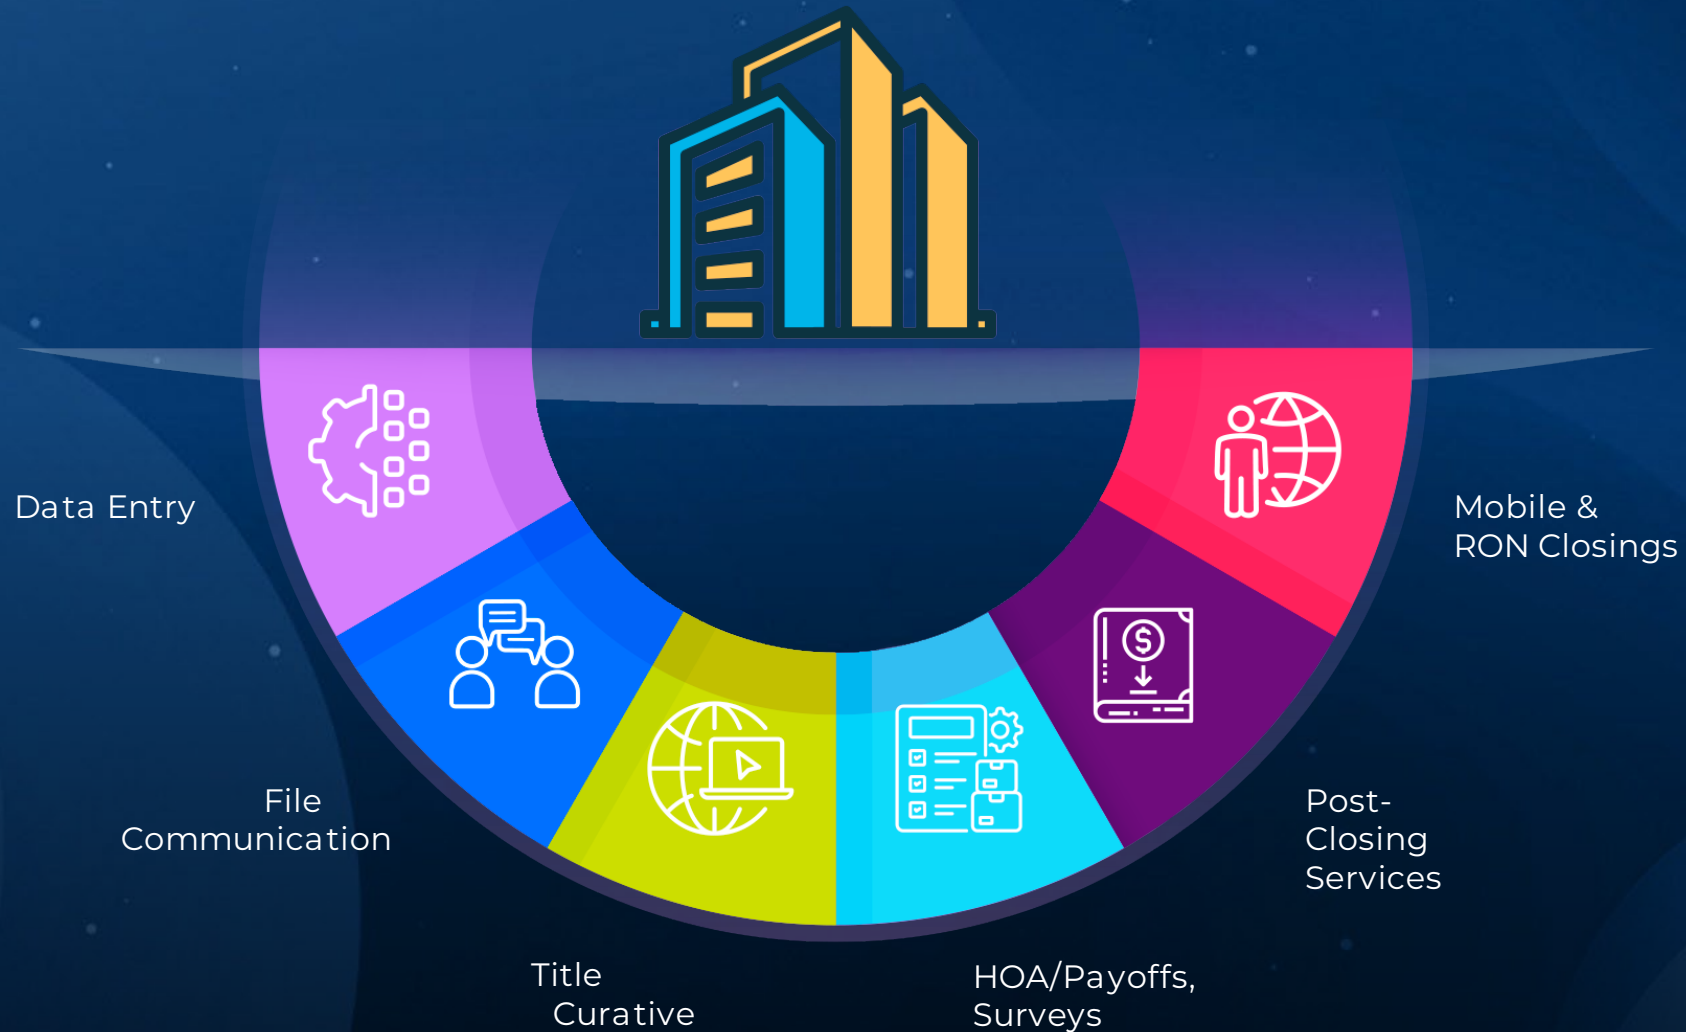 Data Entry
File
Communication
Title
Curative
HOA/Payoffs,
Surveys
Post-
Closing
Services
Mobile &
RON Closings
$